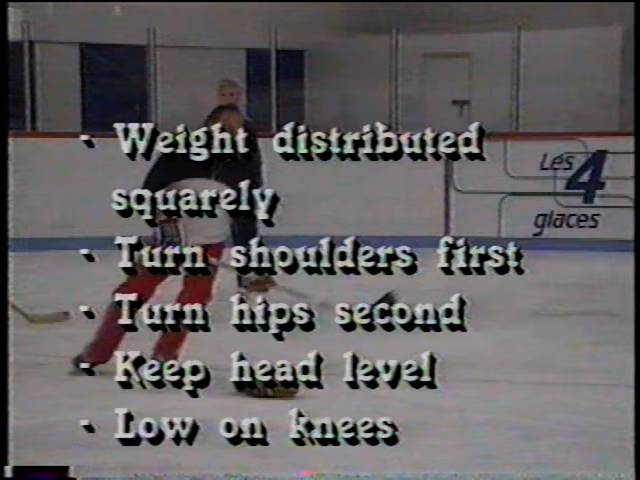 - Weight distributed
squarely
- Turn shoulders first
- Turn hips second
- Keep head level
- Low on knees
Les 4
glaces